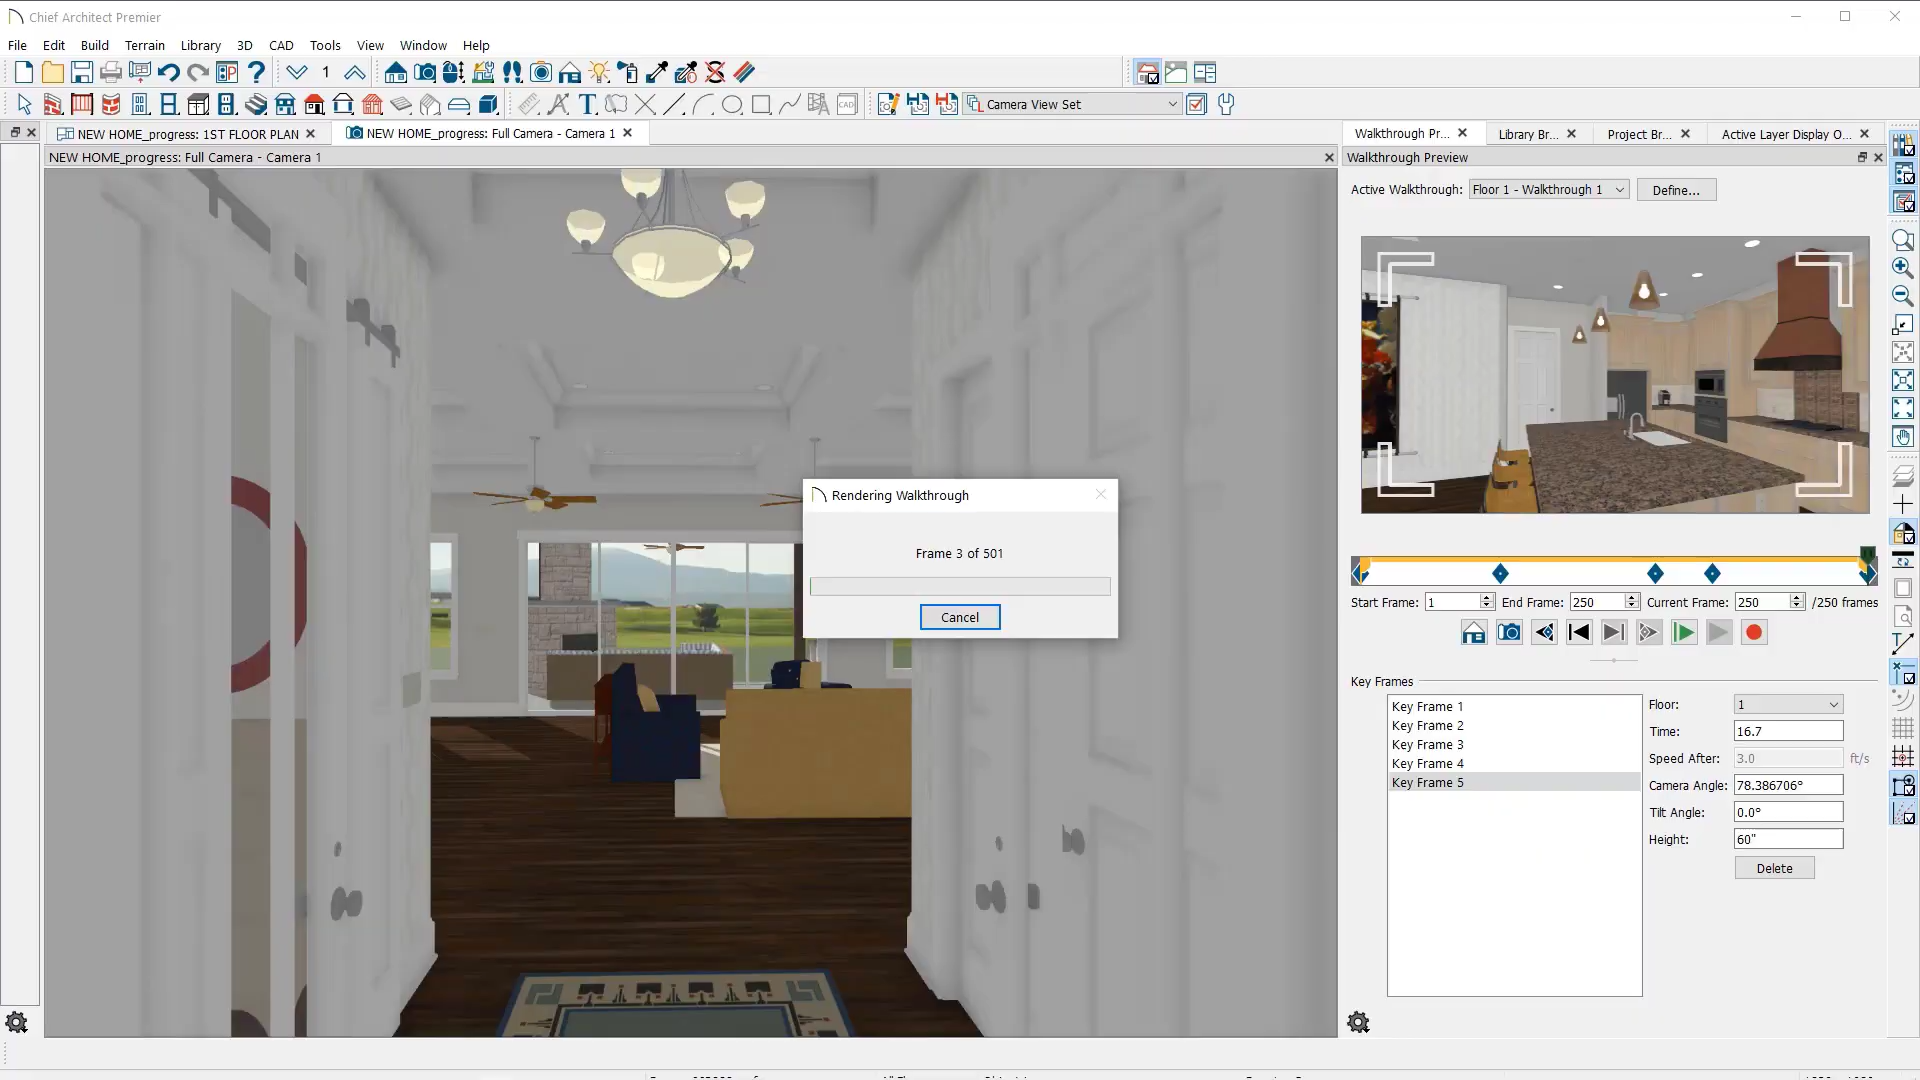 Chief Architect Premier
File Edit Build Terrain Library 3D CAD Tools View Window Help
1
Camera View Set
NEW HOME_progress: 1ST FLOOR PLAN
NEW HOME_progress: Full Camera - Camera 1
Walkthrough Pr...
Library Br...
Project Br...
Active Layer Display O...
NEW HOME_progress: Full Camera - Camera 1
Walkthrough Preview
Active Walkthrough: Floor 1 - Walkthrough 1 Define...
Rendering Walkthrough
Frame 3 of 501
Cancel
Start Frame: 1 End Frame: 250 Current Frame: 250 /250 frames
Key Frames
Key Frame 1
Key Frame 2
Key Frame 3
Key Frame 4
Key Frame 5
Floor: 1
Time: 16.7
Speed After: 3.0 ft/s
Camera Angle: 78.386706°
Tilt Angle: 0.0°
Height: 60"
Delete